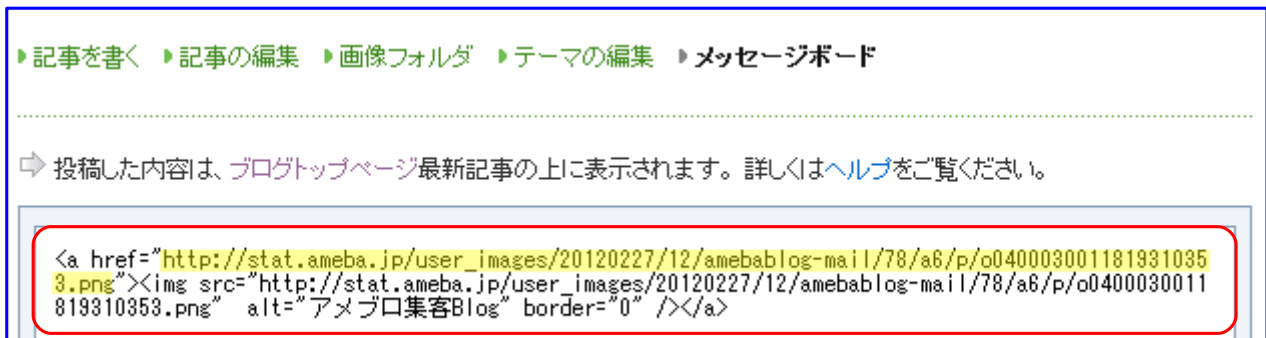 記事を書く 記事の編集 画像フォルダ テーマの編集 メッセージボード
投稿した内容は、ブログトップページ最新記事の上に表示されます。詳しくはヘルプをご覧ください。
<a href="http://stat.ameba.jp/user_images/20120227/12/amebablog-mail/78/a6/p/o040003001181931035
3.png"><img src="http://stat.ameba.jp/user_images/20120227/12/amebablog-mail/78/a6/p/o0400030011
819310353.png" alt="アメブロ集客Blog" border="0" /></a>